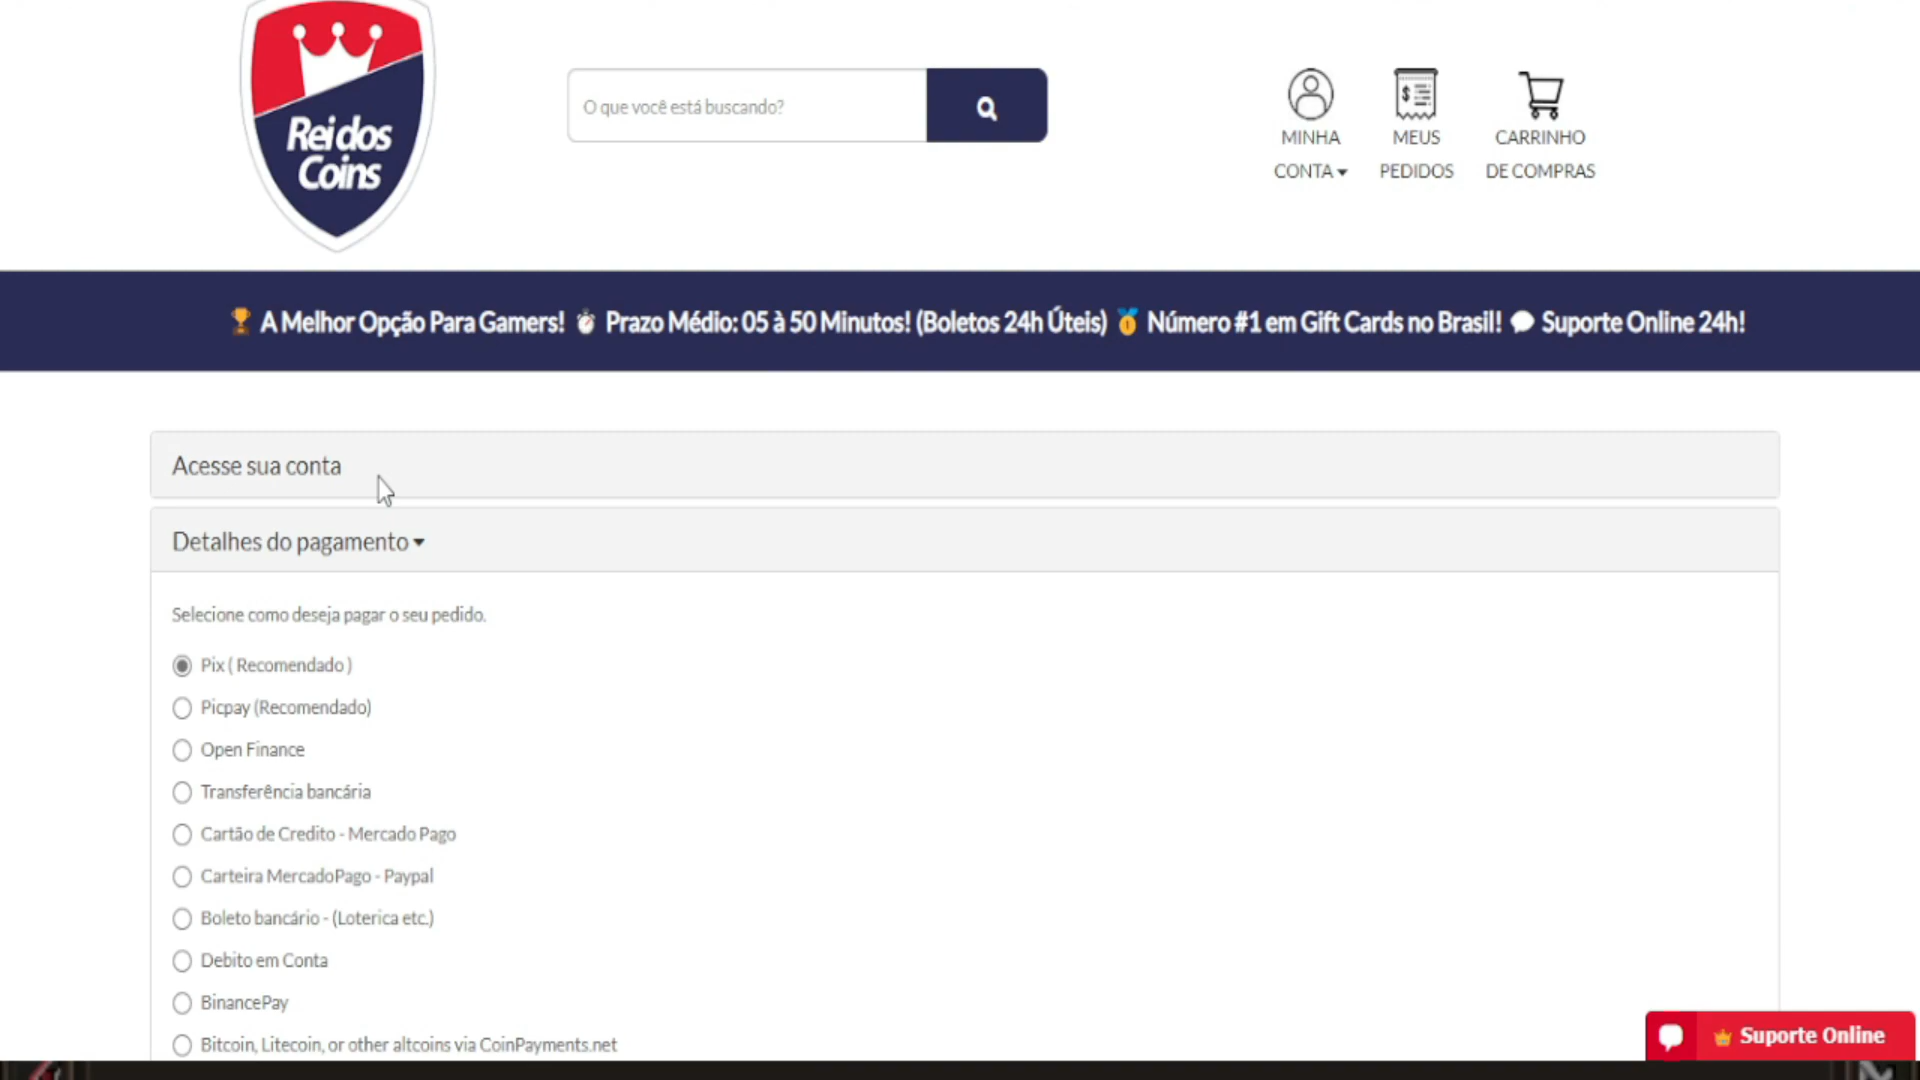 Rei dos
Coins
O que você está buscando?
MINHA
CONTA
MEUS
PEDIDOS
CARRINHO
DE COMPRAS
A Melhor Opção Para Gamers! Prazo Médio: 05 à 50 Minutos! (Boletos 24h Úteis) Número #1 em Gift Cards no Brasil! Suporte Online 24h!
Acesse sua conta
Detalhes do pagamento
Selecione como deseja pagar o seu pedido.
Pix ( Recomendado )
Picpay (Recomendado)
Open Finance
Transferência bancária
Cartão de Credito - Mercado Pago
Carteira MercadoPago - Paypal
Boleto bancário - (Loterica etc.)
Debito em Conta
BinancePay
Bitcoin, Litecoin, or other altcoins via CoinPayments.net
Suporte Online